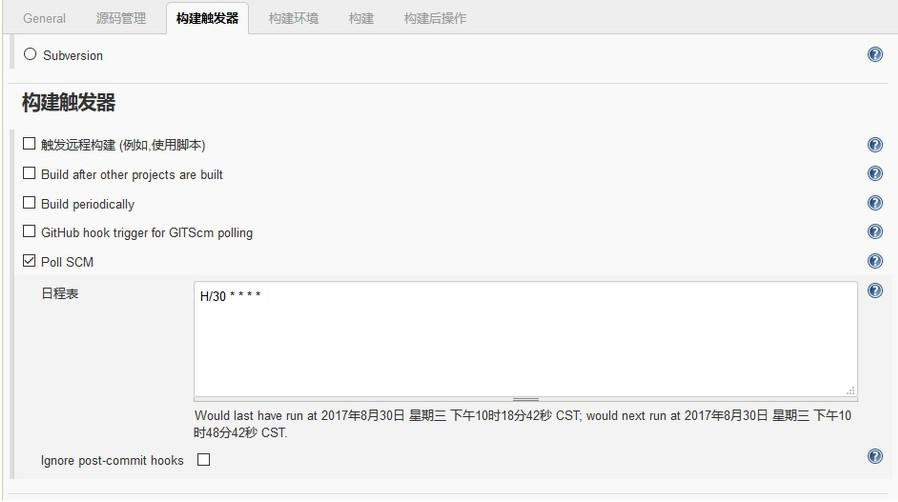 General 源码管理 构建触发器 构建环境 构建 构建后操作
Subversion
构建触发器
触发远程构建 (例如,使用脚本)
Build after other projects are built
Build periodically
GitHub hook trigger for GITScm polling
Poll SCM
日程表
H/30 * * * *
Would last have run at 2017年8月30日 星期三 下午10时18分42秒 CST; would next run at 2017年8月30日 星期三 下午10
时48分42秒 CST.
Ignore post-commit hooks